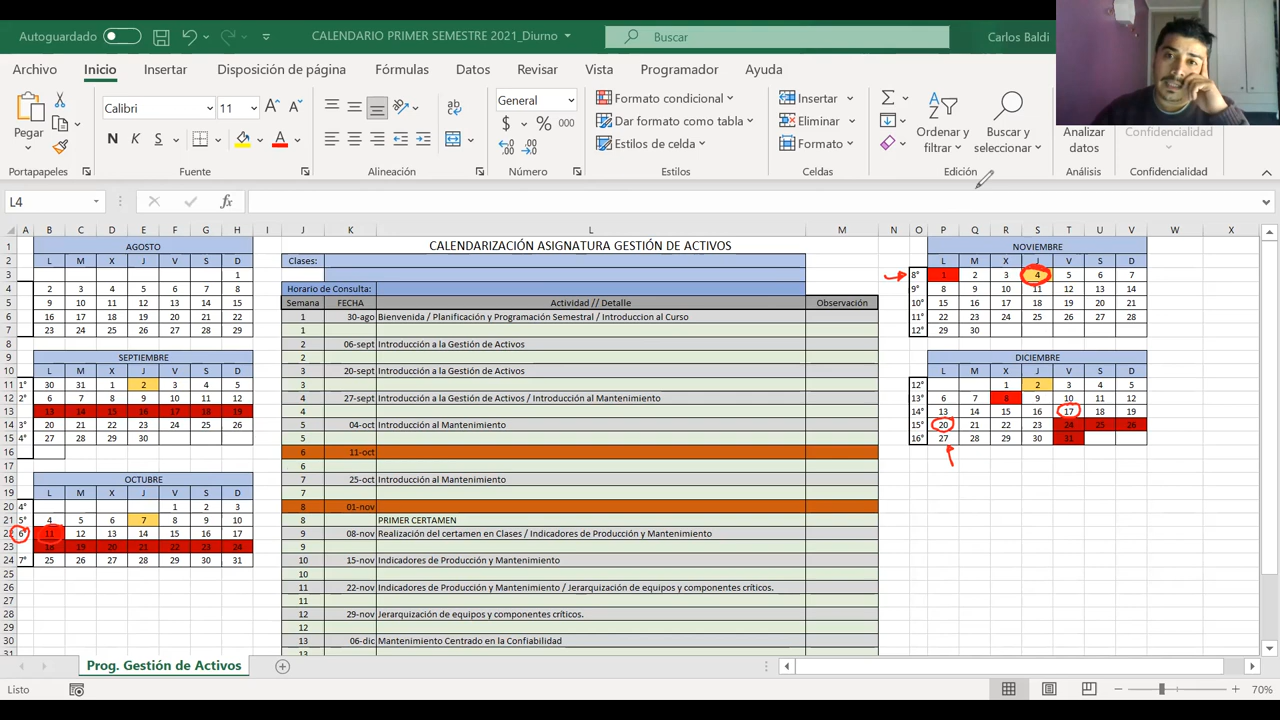 Autoguardado CALENDARIO PRIMER SEMESTRE 2021_Diurno Buscar Carlos Baldi
Archivo Inicio Insertar Disposición de página Fórmulas Datos Revisar Vista Programador Ayuda
Pegar
Portapapeles
Calibri 11
N K S
Fuente
Alineación
General
$ % 000
Número
Formato condicional
Dar formato como tabla
Estilos de celda
Estilos
Insertar
Eliminar
Formato
Celdas
Ordenar y filtrar
Buscar y seleccionar
Edición
Analizar datos
Análisis
Confidencialidad
Confidencialidad
L4 fx
A B C D E F G H I J K L M N O P Q R S T U V W X
AGOSTO
L M X J V S D
1
2 3 4 5 6 7 8
9 10 11 12 13 14 15
16 17 18 19 20 21 22
23 24 25 26 27 28 29
SEPTIEMBRE
L M X J V S D
1° 30 31 1 2 3 4 5
2° 6 7 8 9 10 11 12
13 14 15 16 17 18 19
3° 20 21 22 23 24 25 26
4° 27 28 29 30
OCTUBRE
L M X J V S D
4° 1 2 3
5° 4 5 6 7 8 9 10
6° 11 12 13 14 15 16 17
18 19 20 21 22 23 24
7° 25 26 27 28 29 30 31
CALENDARIZACIÓN ASIGNATURA GESTIÓN DE ACTIVOS
Clases:
Horario de Consulta:
Semana FECHA Actividad // Detalle Observación
1 30-ago Bienvenida / Planificación y Programación Semestral / Introduccion al Curso
1
2 06-sept Introducción a la Gestión de Activos
2
3 20-sept Introducción a la Gestión de Activos
3
4 27-sept Introducción a la Gestión de Activos / Introducción al Mantenimiento
4
5 04-oct Introducción al Mantenimiento
5
6 11-oct
6
7 25-oct Introducción al Mantenimiento
7
8 01-nov
8 PRIMER CERTAMEN
9 08-nov Realización del certamen en Clases / Indicadores de Producción y Mantenimiento
9
10 15-nov Indicadores de Producción y Mantenimiento
10
11 22-nov Indicadores de Producción y Mantenimiento / Jerarquización de equipos y componentes críticos.
11
12 29-nov Jerarquización de equipos y componentes críticos.
12
13 06-dic Mantenimiento Centrado en la Confiabilidad
13
NOVIEMBRE
L M X J V S D
8° 1 2 3 4 5 6 7
9° 8 9 10 11 12 13 14
10° 15 16 17 18 19 20 21
11° 22 23 24 25 26 27 28
12° 29 30
DICIEMBRE
L M X J V S D
12° 1 2 3 4 5
13° 6 7 8 9 10 11 12
14° 13 14 15 16 17 18 19
15° 20 21 22 23 24 25 26
16° 27 28 29 30 31
Prog. Gestión de Activos
Listo 70%